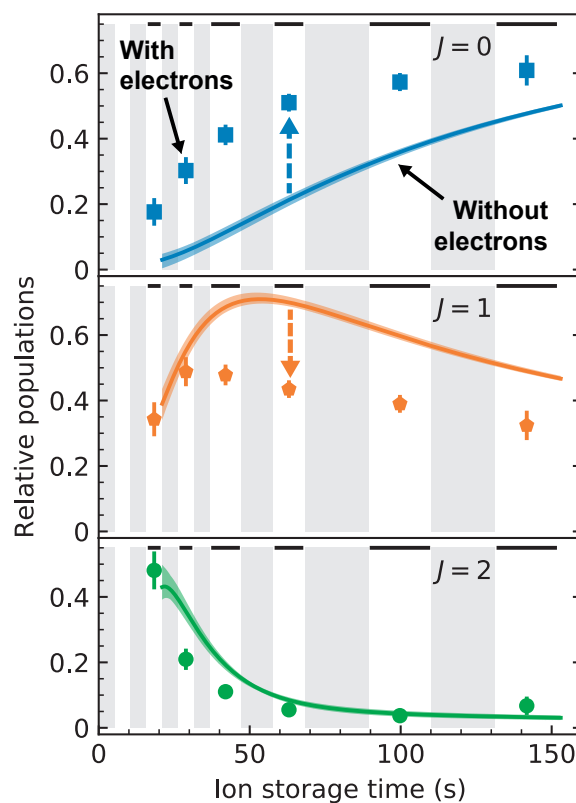 With
electrons
J = 0
0.6
0.4
0.2
0
Without
electrons
J = 1
0.6
0.4
0.2
0
Relative populations
J = 2
0.4
0.2
0
0 50 100 150
Ion storage time (s)